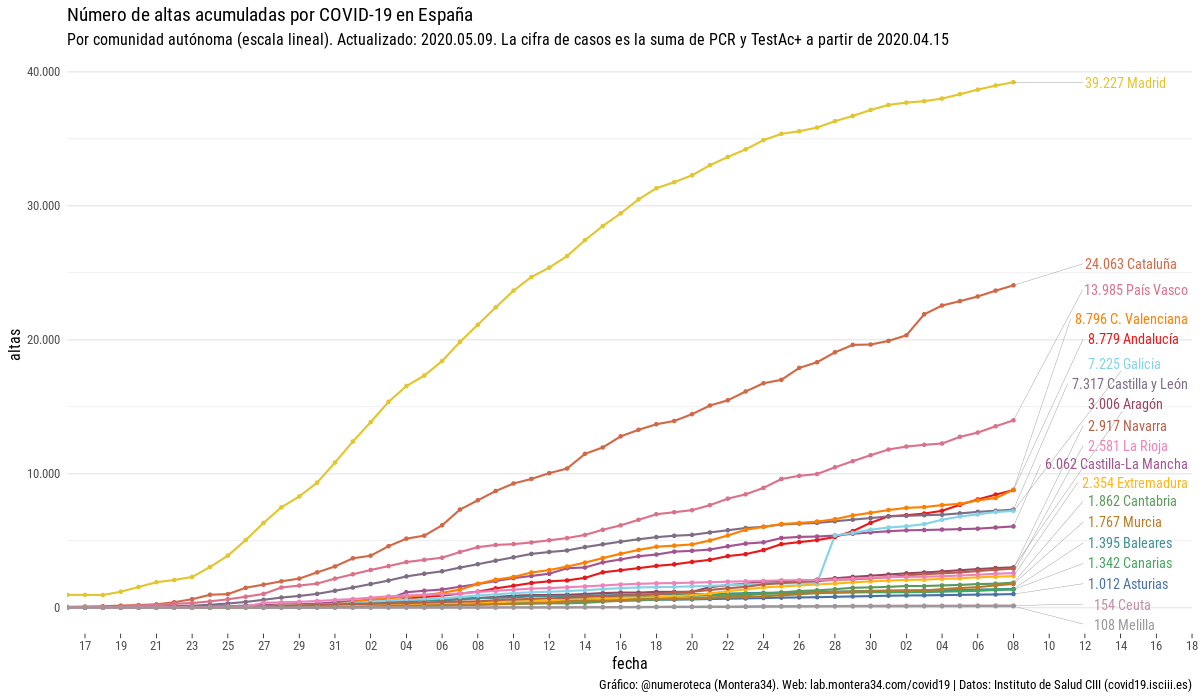 Número de altas acumuladas por COVID-19 en España
Por comunidad autónoma (escala lineal). Actualizado: 2020.05.09. La cifra de casos es la suma de PCR y TestAc+ a partir de 2020.04.15
40.000
30.000
20.000
10.000
0
altas
39.227 Madrid
24.063 Cataluña
13.985 País Vasco
8.796 C. Valenciana
8.779 Andalucía
7.225 Galicia
7.317 Castilla y León
3.006 Aragón
2.917 Navarra
2.581 La Rioja
6.062 Castilla-La Mancha
2.354 Extremadura
1.862 Cantabria
1.767 Murcia
1.395 Baleares
1.342 Canarias
1.012 Asturias
154 Ceuta
108 Melilla
17 19 21 23 25 27 29 31 02 04 06 08 10 12 14 16 18 20 22 24 26 28 30 02 04 06 08 10 12 14 16 18
fecha
Gráfico: @numeroteca (Montera34). Web: lab.montera34.com/covid19 | Datos: Instituto de Salud CIII (covid19.isciii.es)